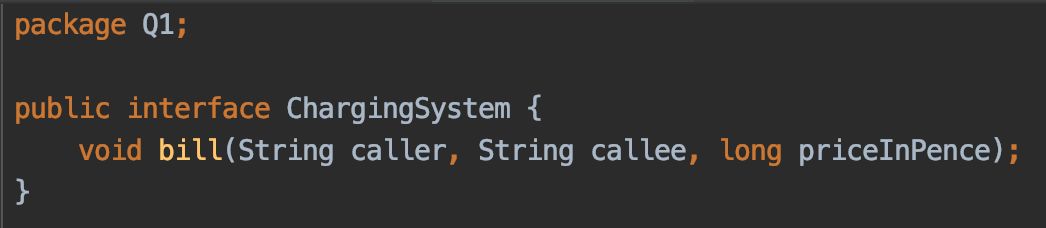 package Q1;
public interface ChargingSystem {
void bill(String caller, String callee, long priceInPence);
}